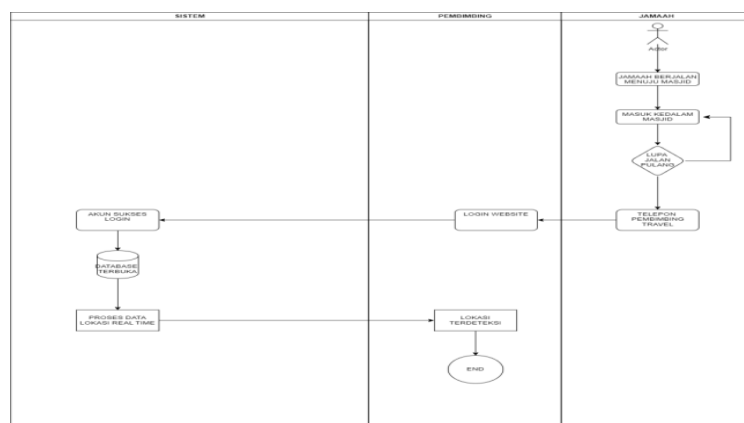 SISTEM
PEMBIMBING
JAMAAH
Aktor
JAMAAH BERJALAN
MENUJU MASJID
MASUK KEDALAM
MASJID
LUPA
JALAN
PULANG
TELEPON
PEMBIMBING
TRAVEL
LOGIN WEBSITE
AKUN SUKSES
LOGIN
DATABASE
TERBUKA
PROSES DATA
LOKASI REAL TIME
LOKASI
TERDETEKSI
END